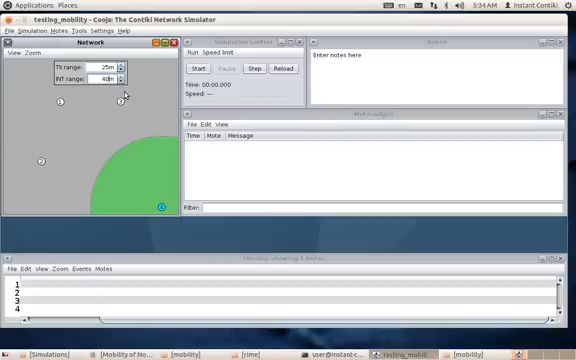 Applications Places
en
5:34 AM Instant Contiki
testing_mobility - Cooja: The Contiki Network Simulator
File Simulation Motes Tools Settings Help
Network
View Zoom
TX range: 25m
INT range: 40m
1
3
2
4
Simulation control
Run Speed limit
Start Pause Step Reload
Time: 00:00.000
Speed: ---
Notes
Enter notes here
Mote output
File Edit View
Time Mote Message
Filter:
Timeline showing 4 motes
File Edit View Zoom Events Motes
1
2
3
4
[Simulations]
[Mobility of No...
[mobility]
[rime]
user@instant<...
testing_mobili...
[mobility]